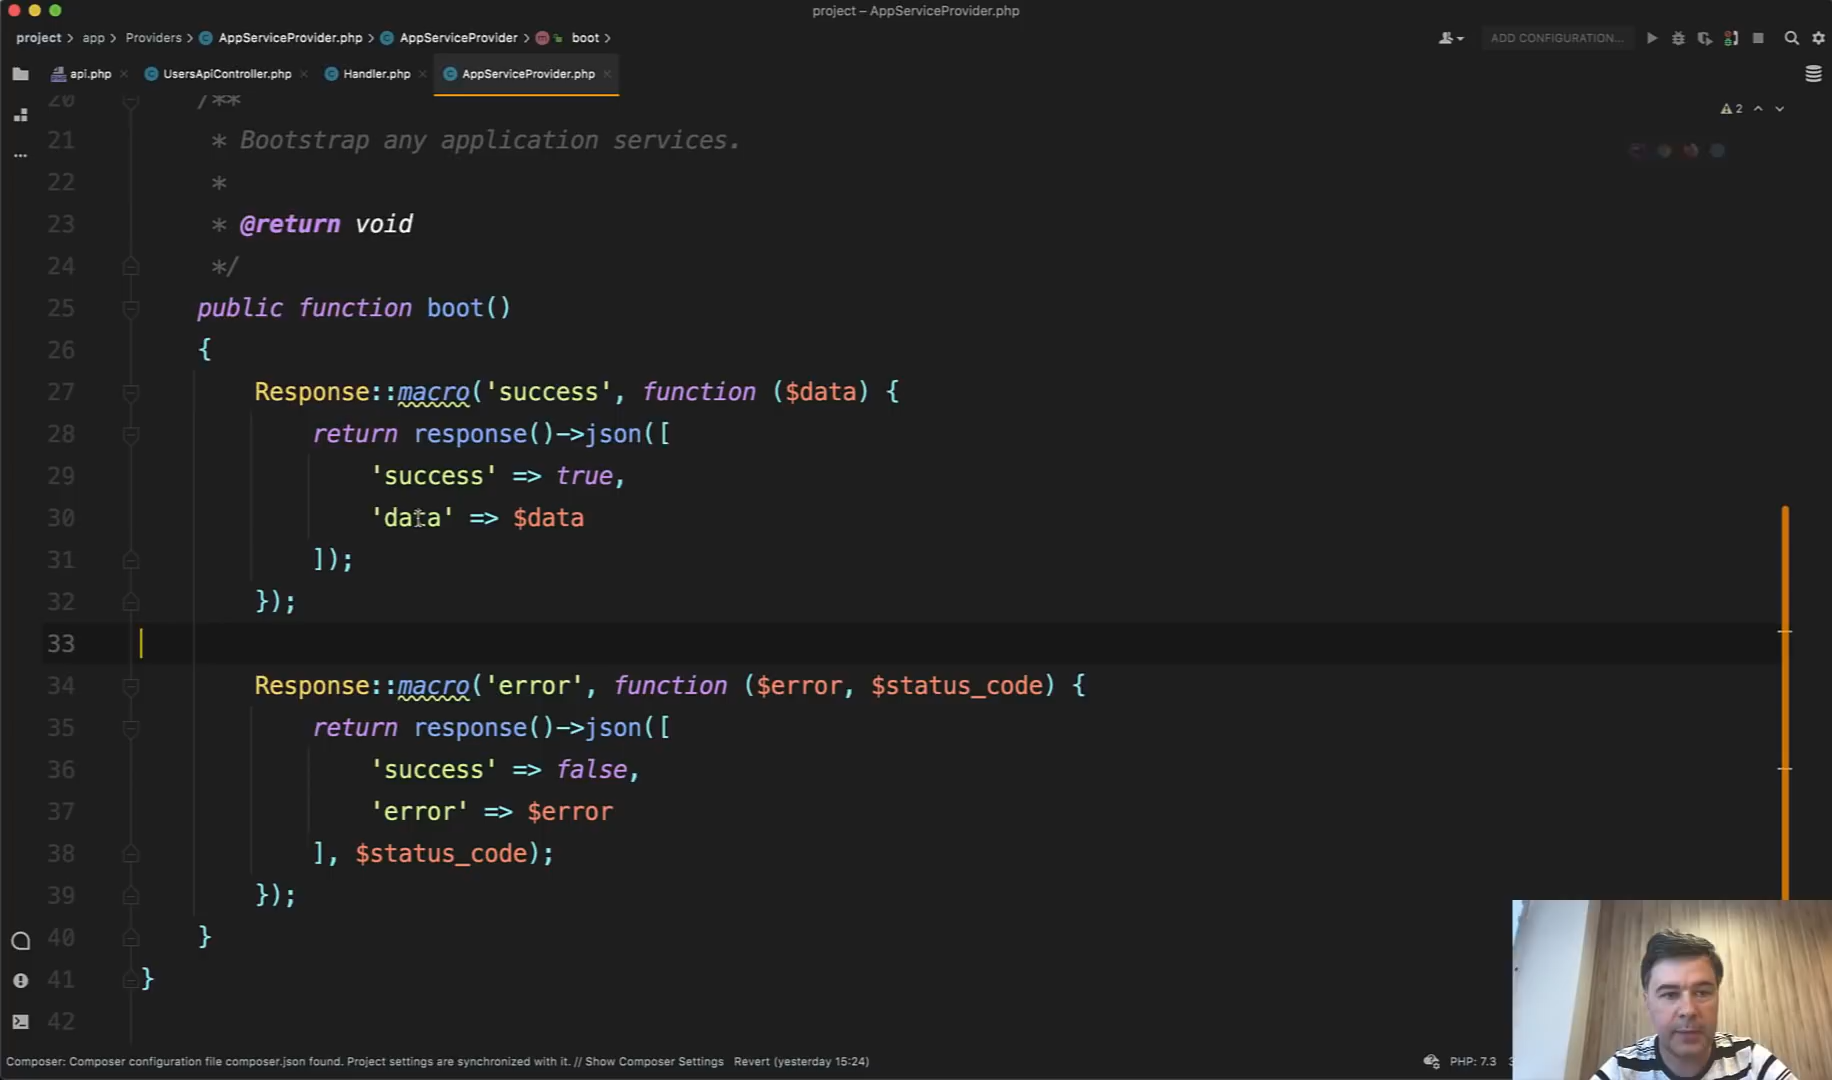 project – AppServiceProvider.php
project > app > Providers > AppServiceProvider.php > AppServiceProvider > m boot >
ADD CONFIGURATION...
api.php × UsersApiController.php × Handler.php × AppServiceProvider.php ×
2
20 /**
21 * Bootstrap any application services.
22 *
23 * @return void
24 */
25 public function boot()
26 {
27 Response::macro('success', function ($data) {
28 return response()->json([
29 'success' => true,
30 'data' => $data
31 ]);
32 });
33
34 Response::macro('error', function ($error, $status_code) {
35 return response()->json([
36 'success' => false,
37 'error' => $error
38 ], $status_code);
39 });
40 }
41 }
42
Composer: Composer configuration file composer.json found. Project settings are synchronized with it. // Show Composer Settings Revert (yesterday 15:24)
PHP: 7.3